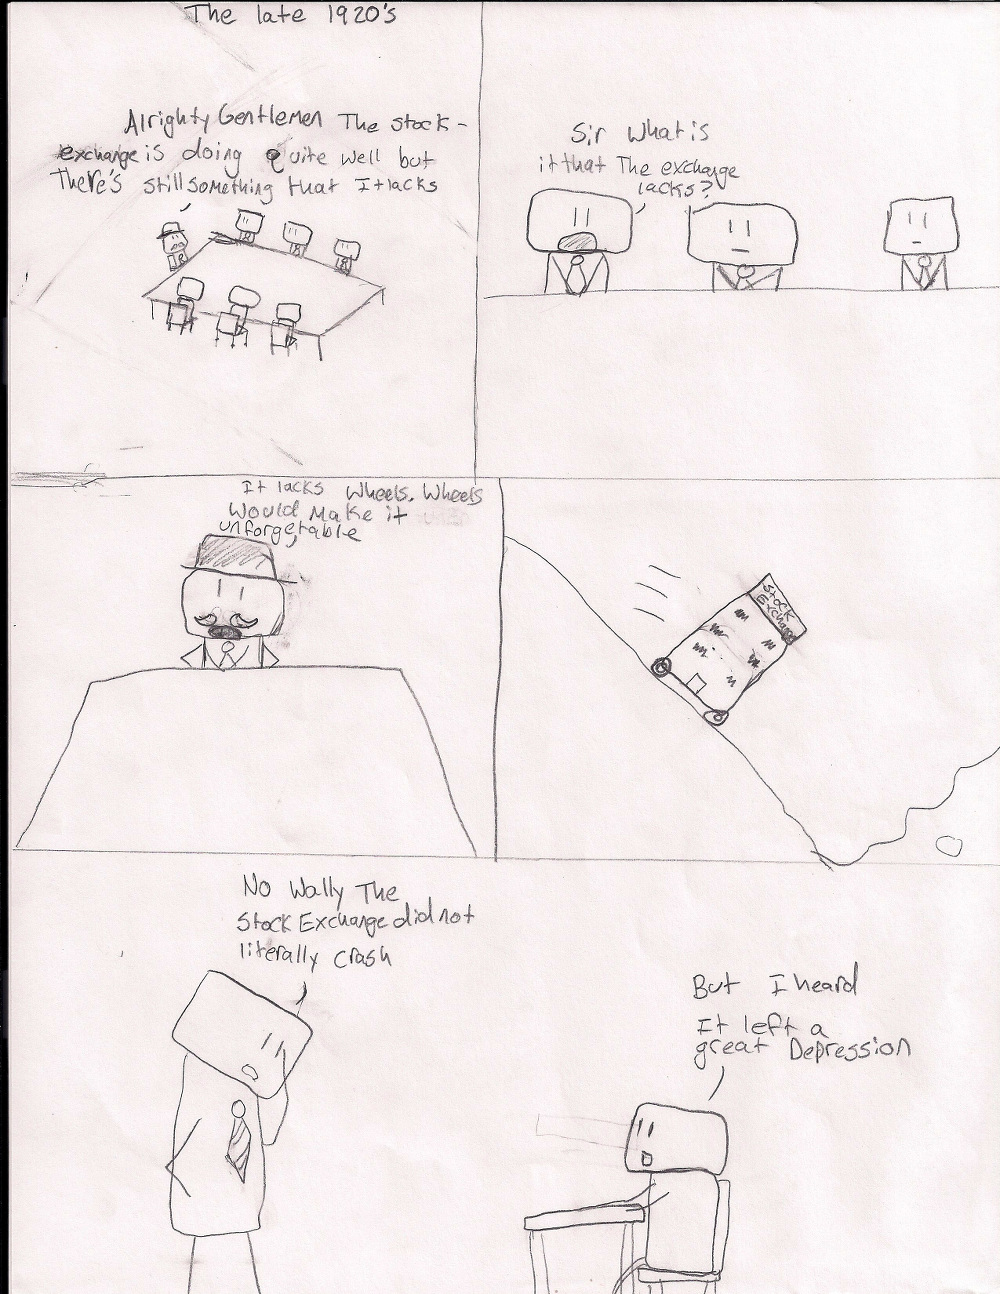 The late 1920's
Alrighty Gentlemen The stock-
exchange is doing quite well but
There's still something that It lacks
Sir What is
it that The exchange
lacks?
It lacks Wheels. Wheels
Would Make it
unforgetable
Stock
Exchange
No Wally The
Stock Exchange did not
literally crash
But I heard
It left a
great Depression